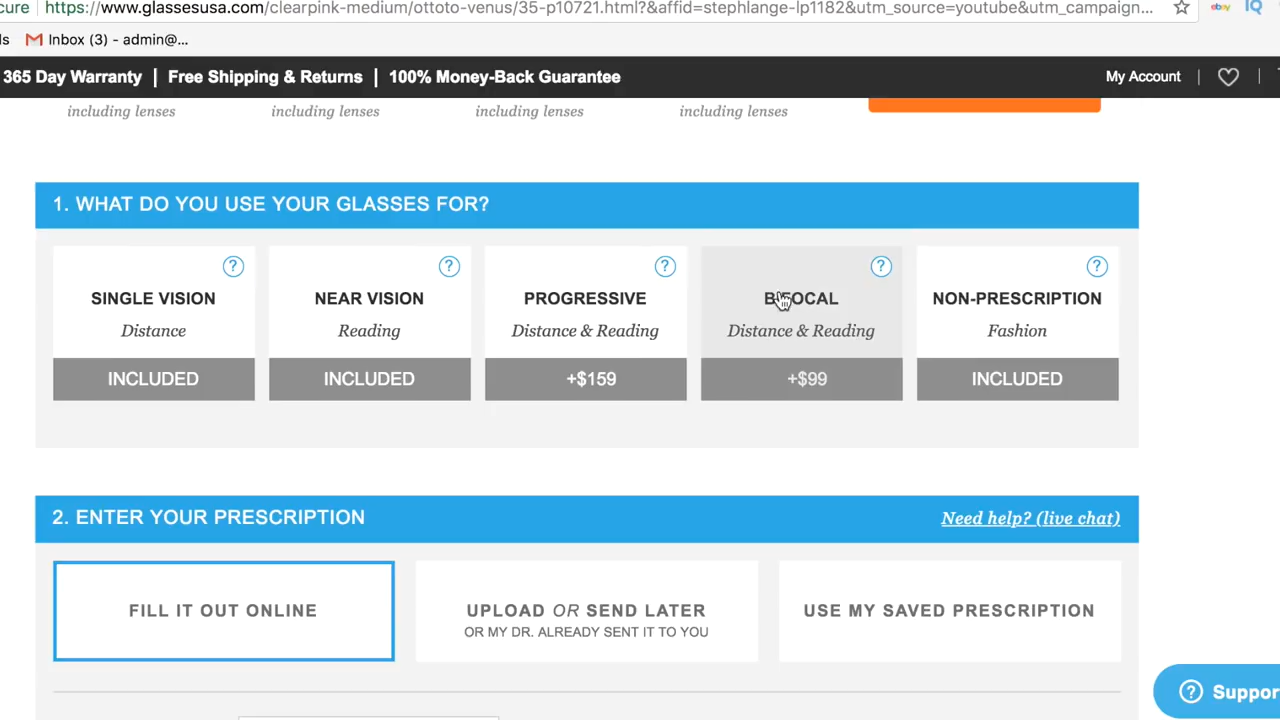 cure https://www.glassesusa.com/clearpink-medium/ottoto-venus/35-p10721.html?&affid=stephlange-lp1182&utm_source=youtube&utm_campaign... ebay IQ
ls Inbox (3) - admin@...
365 Day Warranty | Free Shipping & Returns | 100% Money-Back Guarantee My Account |
including lenses including lenses including lenses including lenses
1. WHAT DO YOU USE YOUR GLASSES FOR?
? ? ? ? ?
SINGLE VISION NEAR VISION PROGRESSIVE BIFOCAL NON-PRESCRIPTION
Distance Reading Distance & Reading Distance & Reading Fashion
INCLUDED INCLUDED +$159 +$99 INCLUDED
2. ENTER YOUR PRESCRIPTION Need help? (live chat)
FILL IT OUT ONLINE UPLOAD OR SEND LATER USE MY SAVED PRESCRIPTION
OR MY DR. ALREADY SENT IT TO YOU
? Suppor